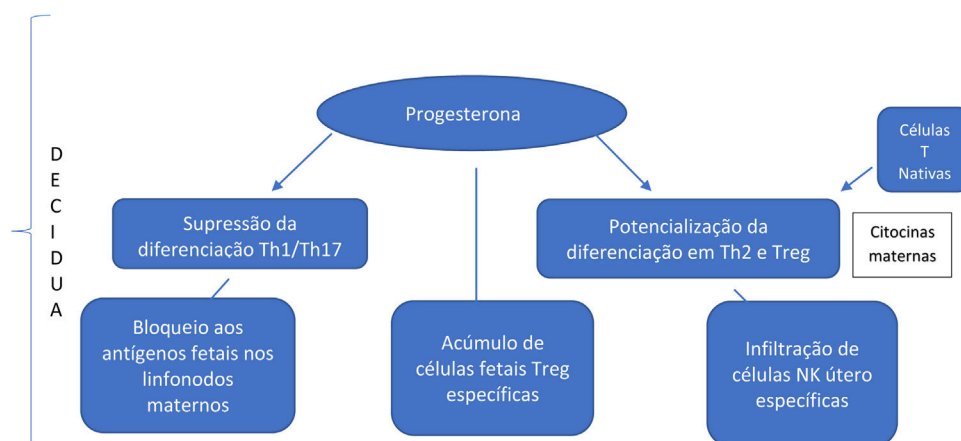 D
E
C
I
D
U
A
Progesterona
Células
T
Nativas
Supressão da
diferenciação Th1/Th17
Potencialização da
diferenciação em Th2 e Treg
Citocinas
maternas
Bloqueio aos
antígenos fetais nos
linfonodos
maternos
Acúmulo de
células fetais Treg
específicas
Infiltração de
células NK útero
específicas